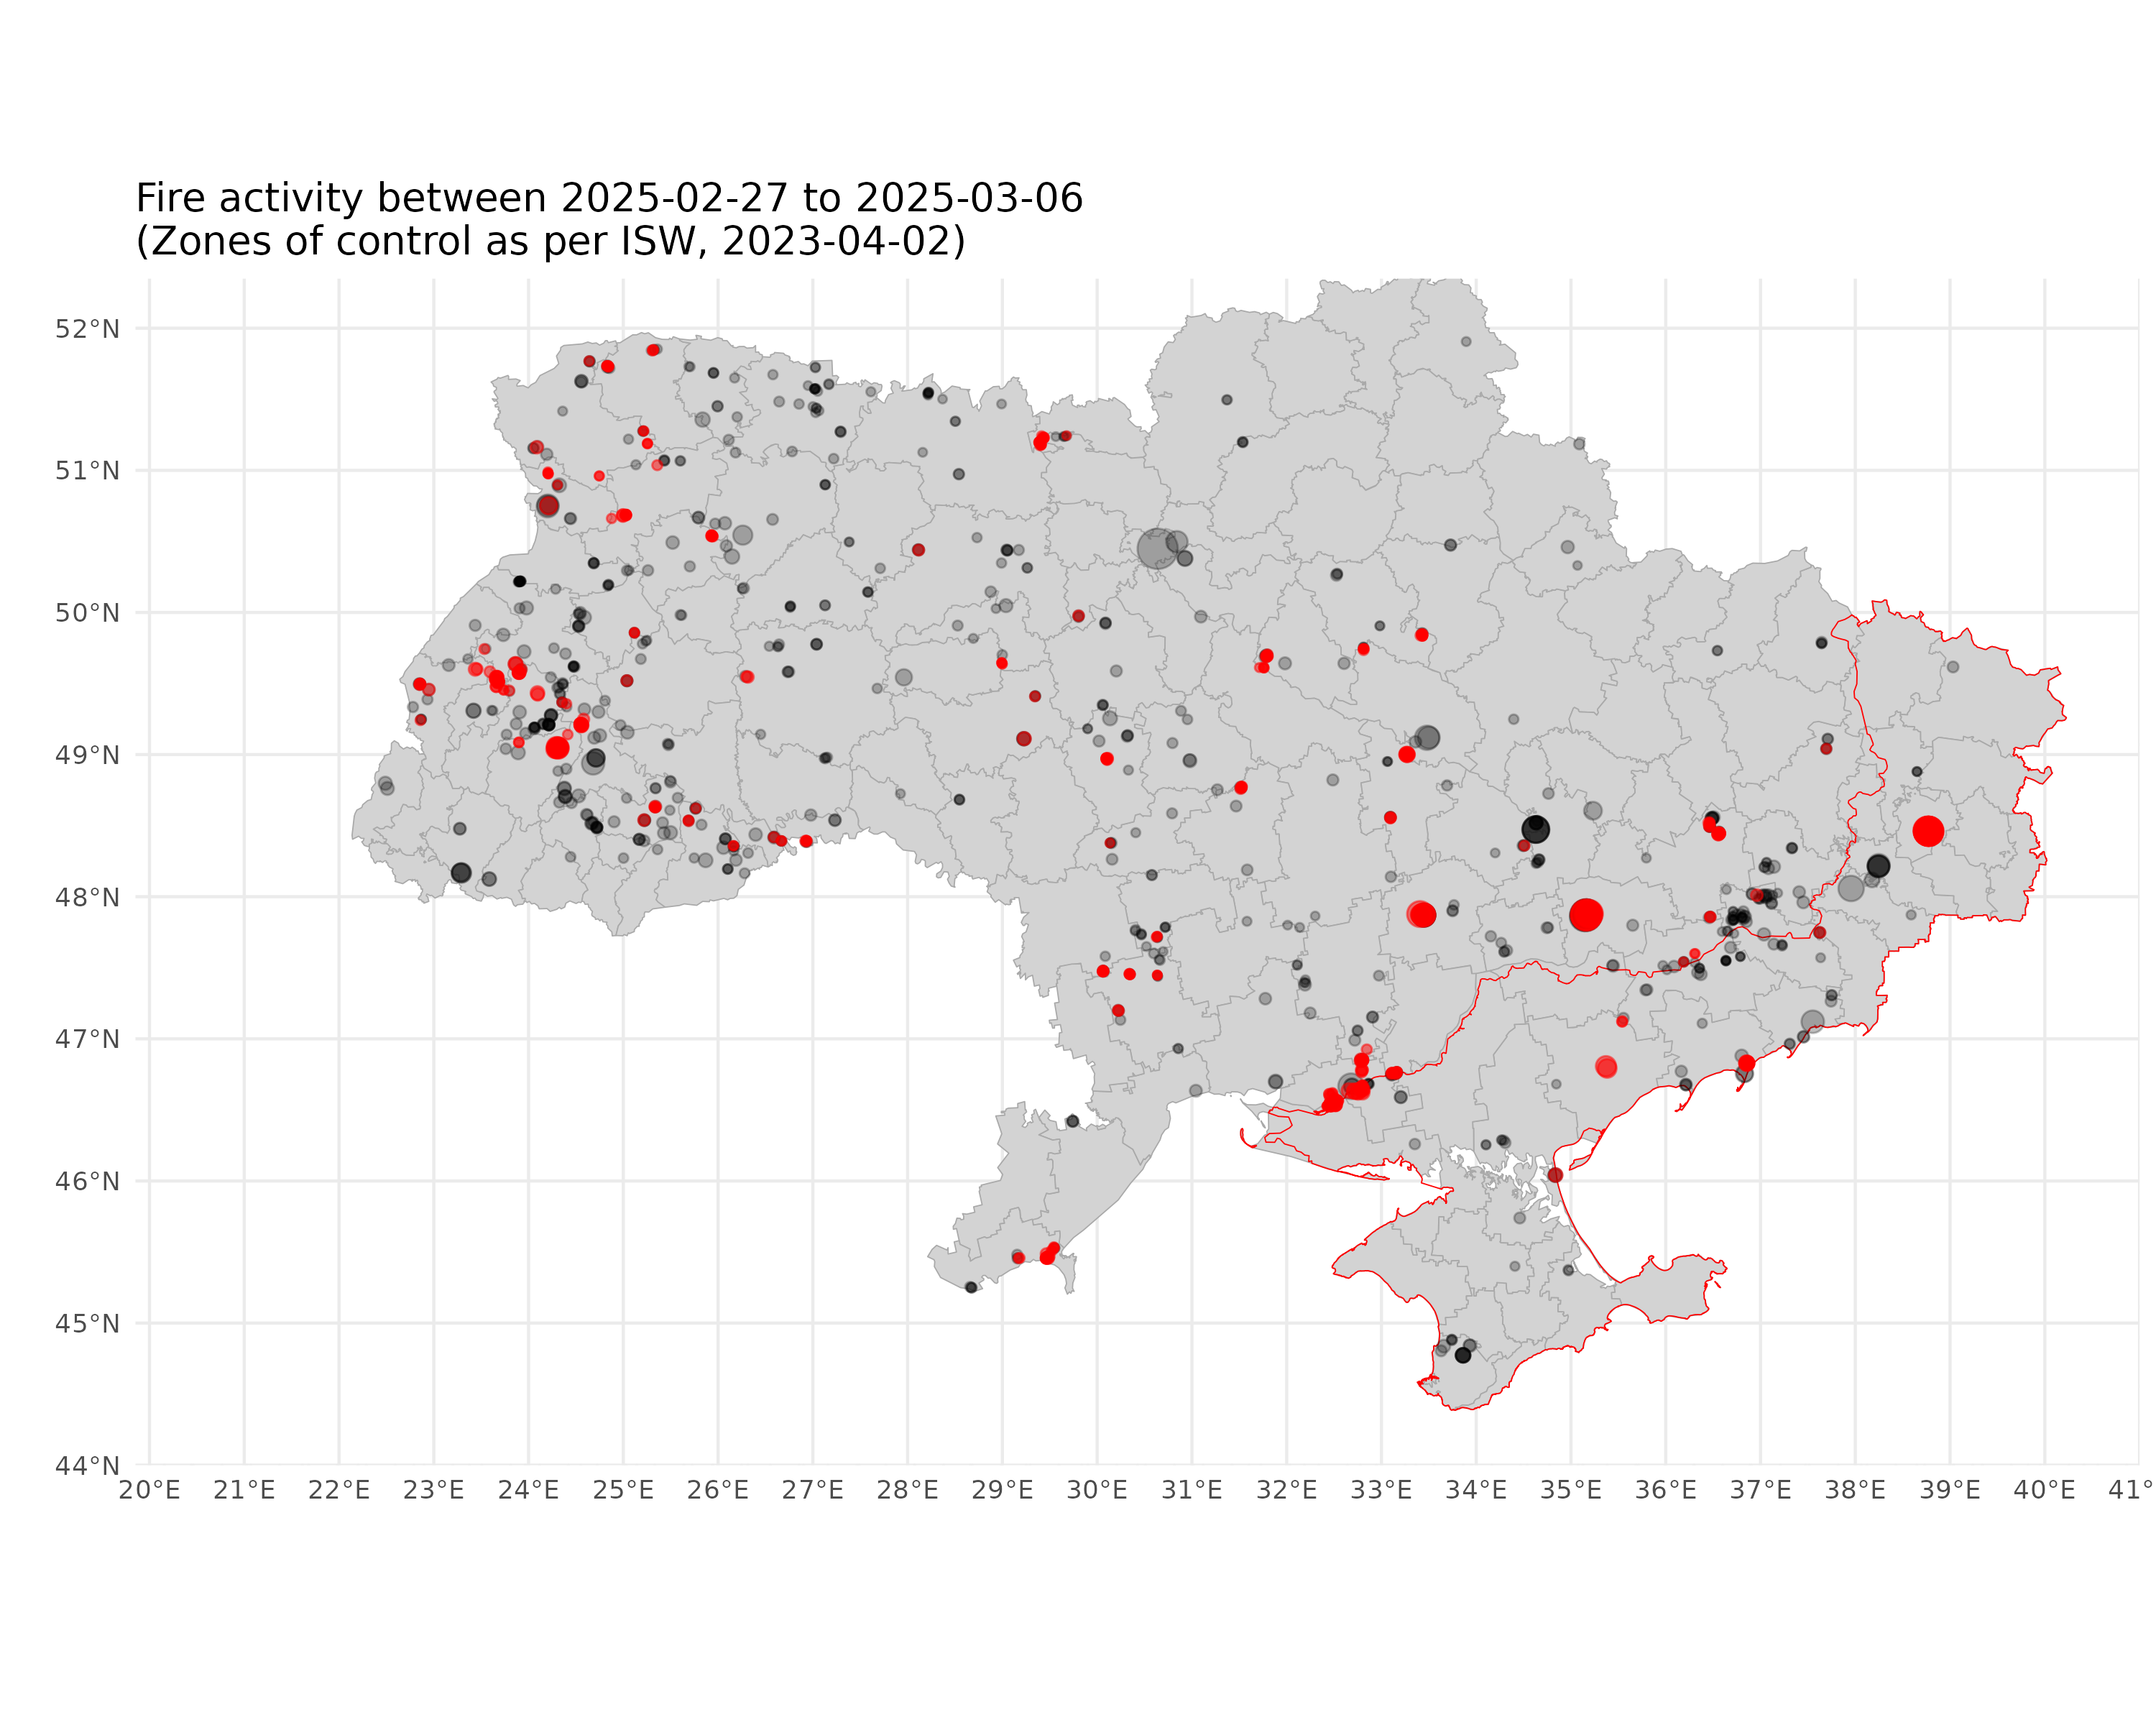 Fire activity between 2025-02-27 to 2025-03-06
(Zones of control as per ISW, 2023-04-02)
52°N
51°N
50°N
49°N
48°N
47°N
46°N
45°N
44°N
20°E 21°E 22°E 23°E 24°E 25°E 26°E 27°E 28°E 29°E 30°E 31°E 32°E 33°E 34°E 35°E 36°E 37°E 38°E 39°E 40°E 41°